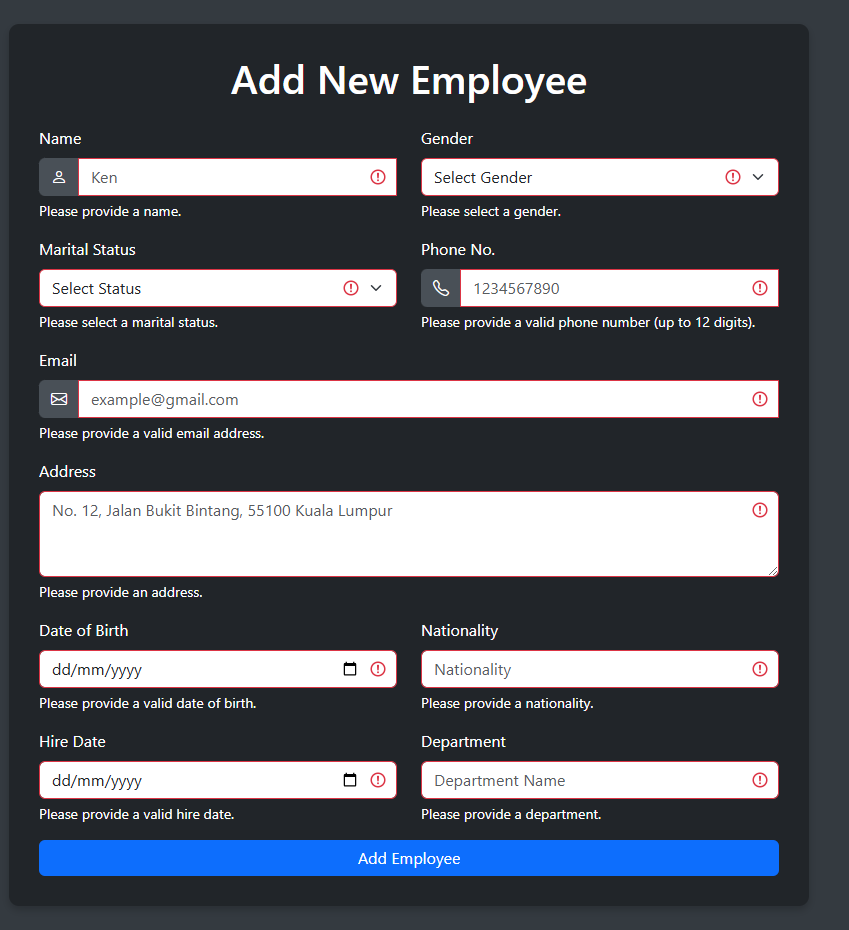 Add New Employee
Name
Gender
Ken
Select Gender
Please provide a name.
Please select a gender.
Marital Status
Phone No.
Select Status
1234567890
Please select a marital status.
Please provide a valid phone number (up to 12 digits).
Email
example@gmail.com
Please provide a valid email address.
Address
No. 12, Jalan Bukit Bintang, 55100 Kuala Lumpur
Please provide an address.
Date of Birth
Nationality
dd/mm/yyyy
Nationality
Please provide a valid date of birth.
Please provide a nationality.
Hire Date
Department
dd/mm/yyyy
Department Name
Please provide a valid hire date.
Please provide a department.
Add Employee